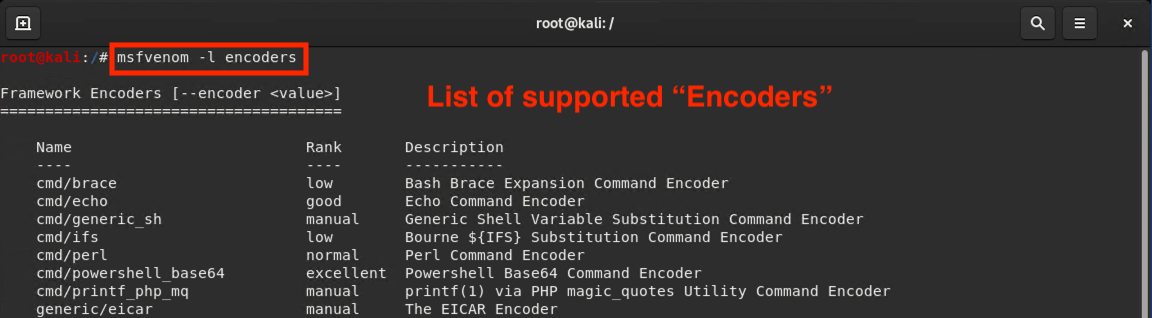 root@kali: /
root@kali:/# msfvenom -l encoders
Framework Encoders [--encoder <value>]
List of supported “Encoders”
======================================
Name Rank Description
---- ---- -----------
cmd/brace low Bash Brace Expansion Command Encoder
cmd/echo good Echo Command Encoder
cmd/generic_sh manual Generic Shell Variable Substitution Command Encoder
cmd/ifs low Bourne ${IFS} Substitution Command Encoder
cmd/perl normal Perl Command Encoder
cmd/powershell_base64 excellent Powershell Base64 Command Encoder
cmd/printf_php_mq manual printf(1) via PHP magic_quotes Utility Command Encoder
generic/eicar manual The EICAR Encoder